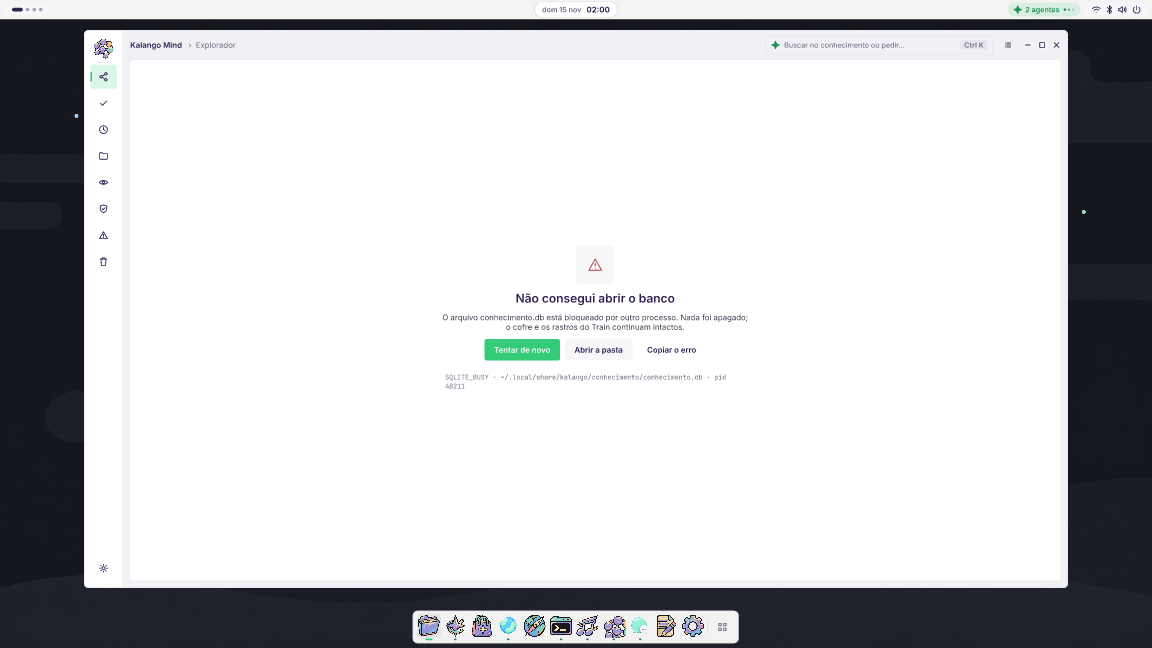 dom 15 nov 02:00
2 agentes
Kalango Mind › Explorador
Buscar no conhecimento ou pedir...
Ctrl K
Não consegui abrir o banco
O arquivo conhecimento.db está bloqueado por outro processo. Nada foi apagado;
o cofre e os rastros do Train continuam intactos.
Tentar de novo
Abrir a pasta
Copiar o erro
SQLITE_BUSY · ~/.local/share/kalango/conhecimento/conhecimento.db · pid
48211